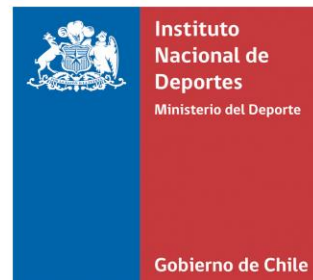 Instituto
Nacional de
Deportes
Ministerio del Deporte
Gobierno de Chile